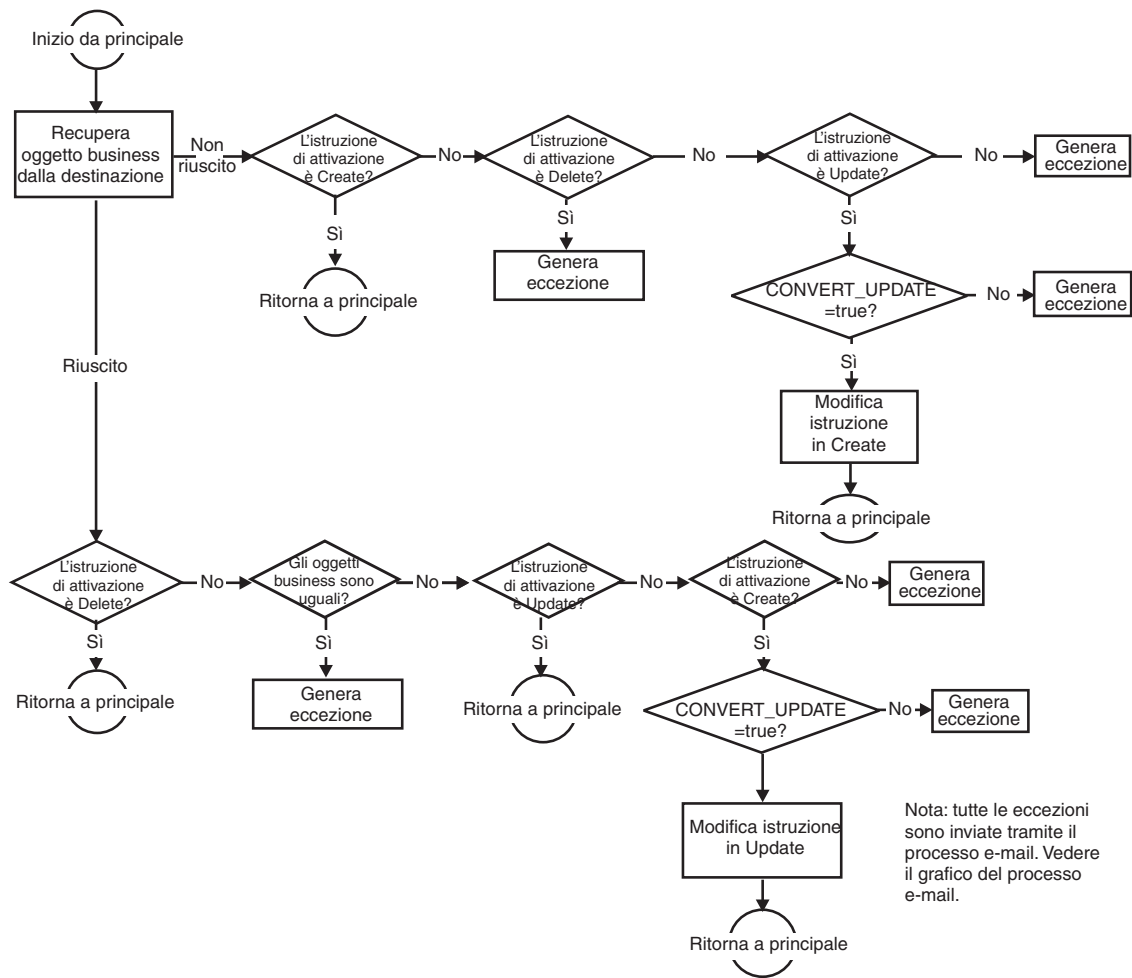 Inizio da principale
Recupera
oggetto business
dalla destinazione
Non
riuscito
L'istruzione
di attivazione
è Create?
No
L'istruzione
di attivazione
è Delete?
No
L'istruzione
di attivazione
è Update?
No
Genera
eccezione
Sì
Ritorna a principale
Sì
Genera
eccezione
Sì
CONVERT_UPDATE
=true?
No
Genera
eccezione
Sì
Modifica
istruzione
in Create
Ritorna a principale
Riuscito
L'istruzione
di attivazione
è Delete?
No
Gli oggetti
business sono
uguali?
No
L'istruzione
di attivazione
è Update?
No
L'istruzione
di attivazione
è Create?
No
Genera
eccezione
Sì
Ritorna a principale
Sì
Genera
eccezione
Sì
Ritorna a principale
Sì
CONVERT_UPDATE
=true?
No
Genera
eccezione
Modifica istruzione
in Update
Ritorna a principale
Nota: tutte le eccezioni
sono inviate tramite il
processo e-mail. Vedere
il grafico del processo
e-mail.